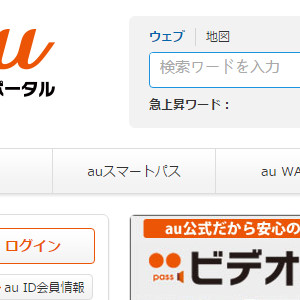 au
ポータル
ウェブ 地図
検索ワードを入力
急上昇ワード：
auスマートパス
au WA
ログイン
au ID会員情報
au公式だから安心の
pass ビデオ